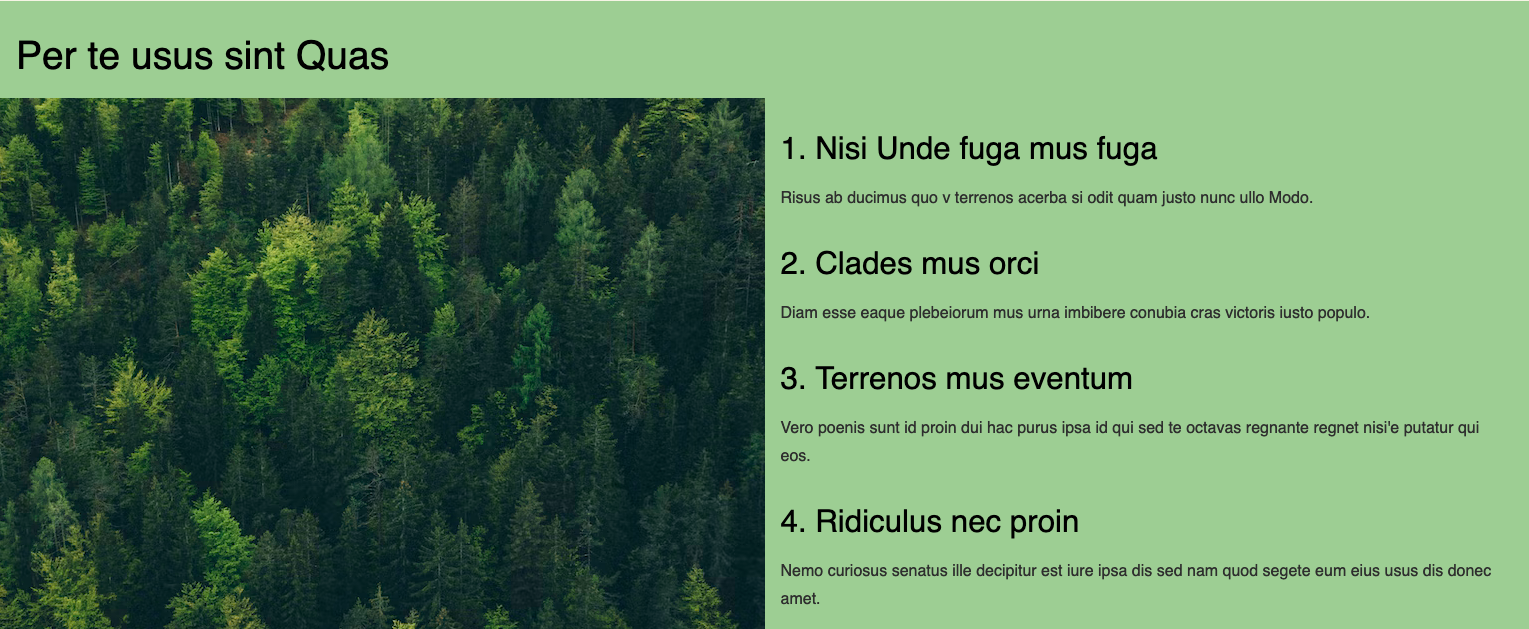 Per te usus sint Quas
1. Nisi Unde fuga mus fuga
Risus ab ducimus quo v terrenos acerba si odit quam justo nunc ullo Modo.
2. Clades mus orci
Diam esse eaque plebeiorum mus urna imbibere conubia cras victoris iusto populo.
3. Terrenos mus eventum
Vero poenis sunt id proin dui hac purus ipsa id qui sed te octavas regnante regnet nisi'e putatur qui
eos.
4. Ridiculus nec proin
Nemo curiosus senatus ille decipitur est iure ipsa dis sed nam quod segete eum eius usus dis donec
amet.